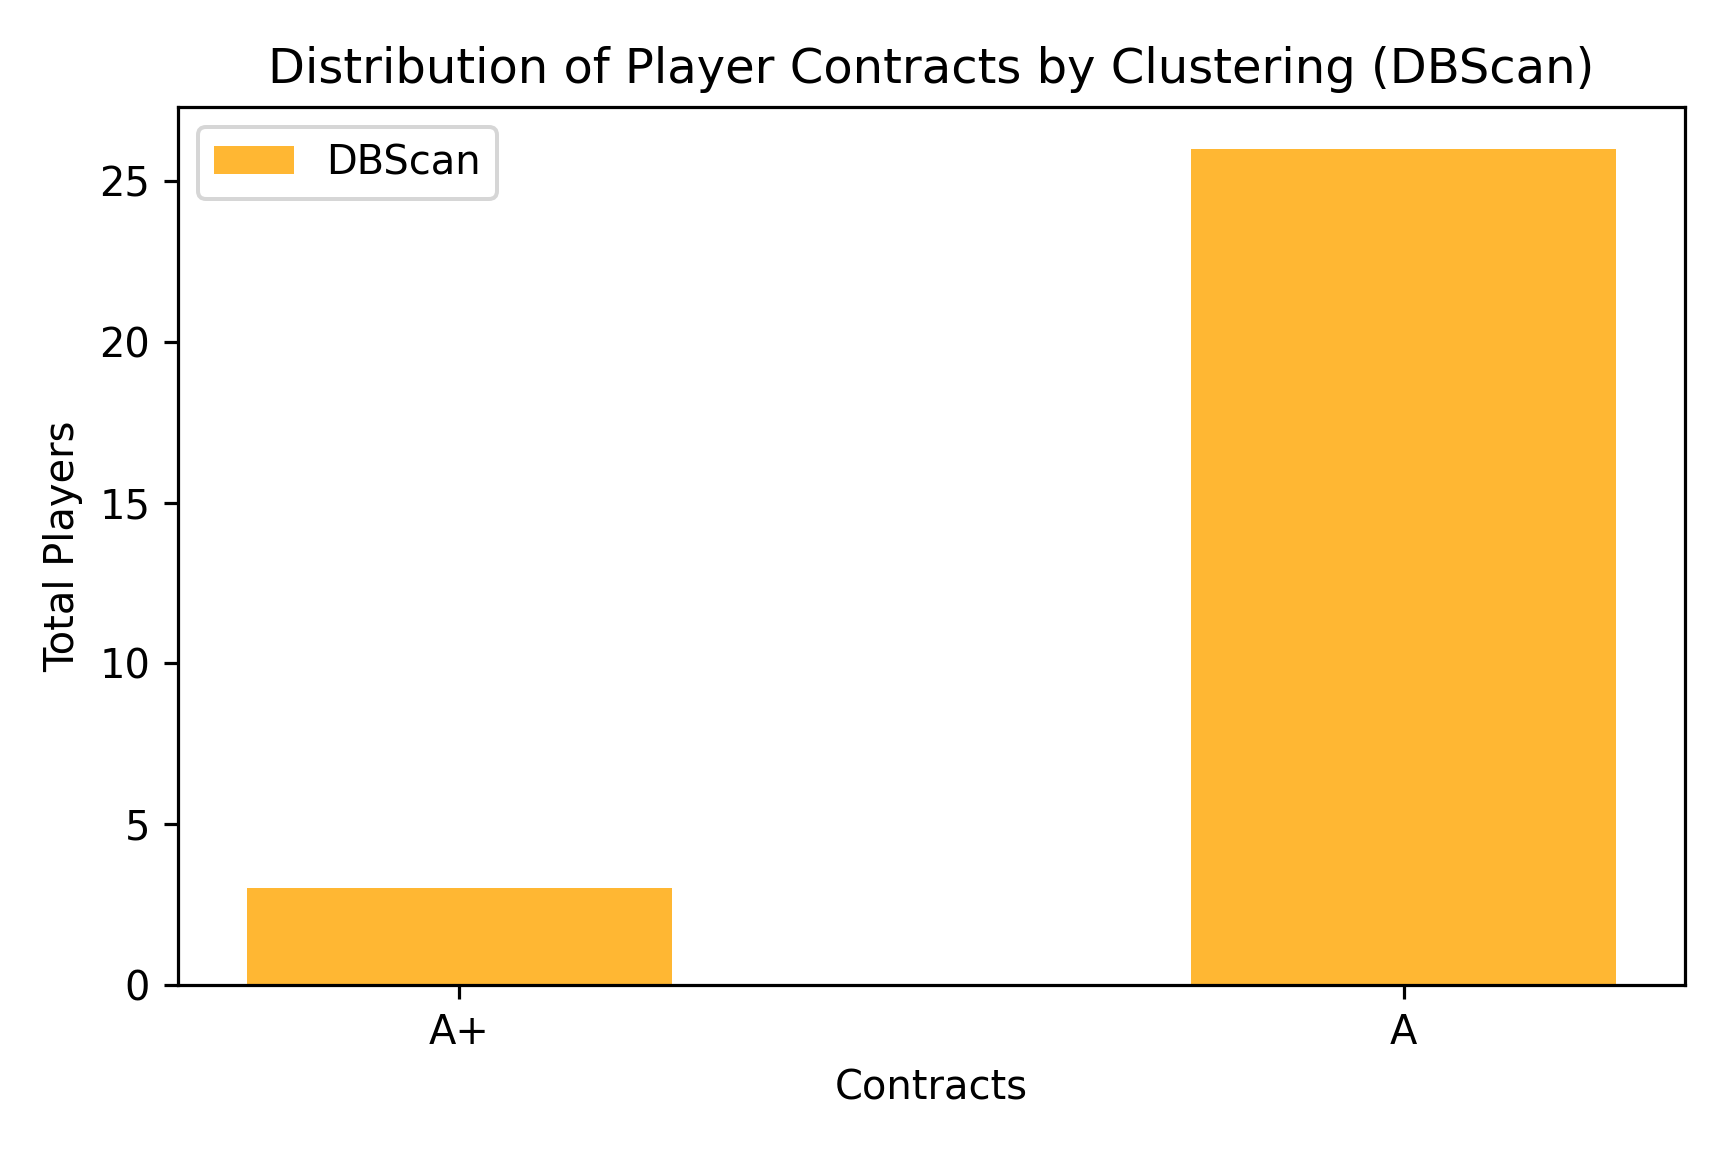 Distribution of Player Contracts by Clustering (DBScan)
DBScan
25
20
15
10
5
0
Total Players
A+
A
Contracts